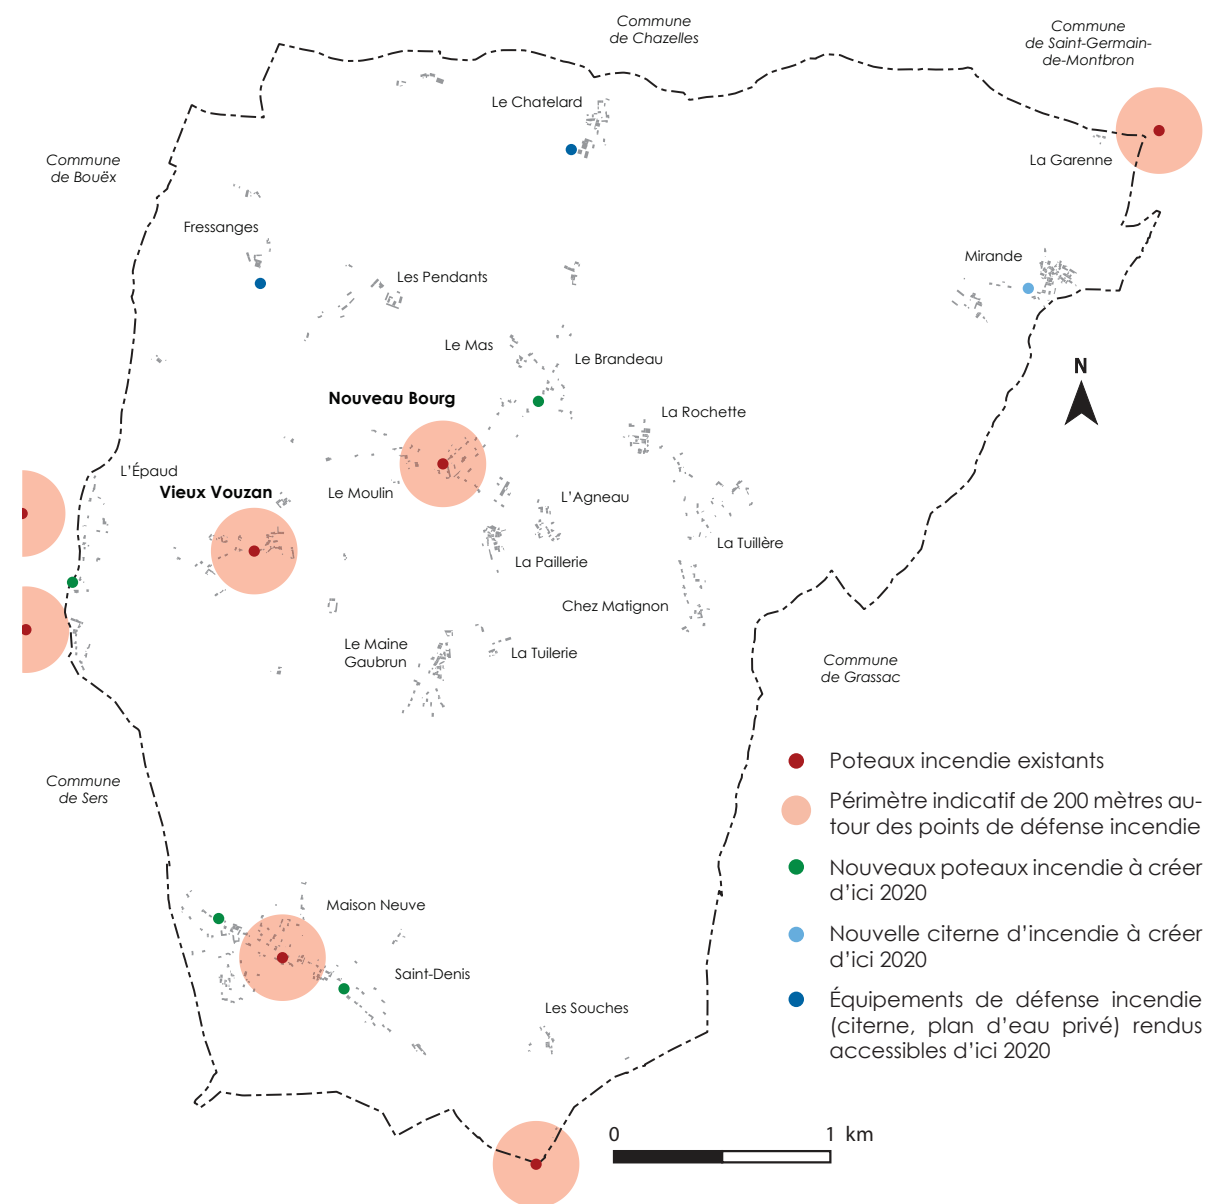 Commune
de Chazelles
Commune
de Saint-Germain-
de-Montbron
Le Chatelard
Commune
de Bouëx
La Garenne
Fressanges
Mirande
Les Pendants
Le Mas
Le Brandeau
N
Nouveau Bourg
La Rochette
L'Épaud
Vieux Vouzan
Le Moulin
L'Agneau
La Tuillère
La Paillerie
Chez Matignon
Le Maine
Gaubrun
La Tuilerie
Commune
de Grassac
Commune
de Sers
Poteaux incendie existants
Périmètre indicatif de 200 mètres au-
tour des points de défense incendie
Nouveaux poteaux incendie à créer
d'ici 2020
Nouvelle citerne d'incendie à créer
d'ici 2020
Équipements de défense incendie
(citerne, plan d'eau privé) rendus
accessibles d'ici 2020
Maison Neuve
Saint-Denis
Les Souches
0 1 km